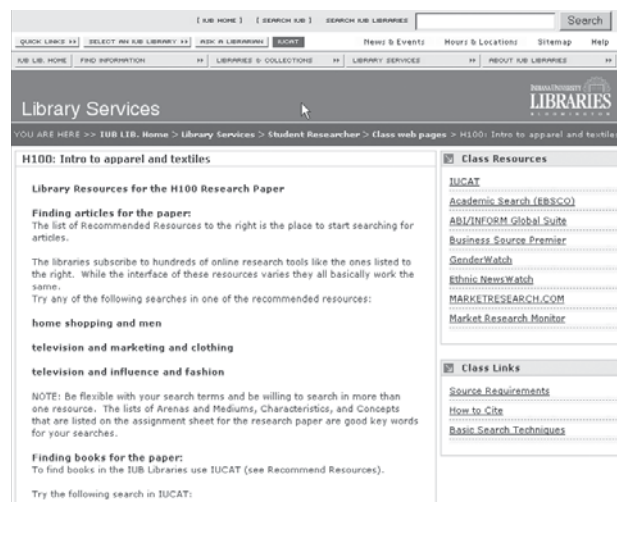 [ IUB HOME ] [ SEARCH IUB ] SEARCH IUB LIBRARIES Search
QUICK LINKS >> SELECT AN IUB LIBRARY >> ASK A LIBRARIAN IUCAT News & Events Hours & Locations Sitemap Help
IUB LIB. HOME FIND INFORMATION >> LIBRARIES & COLLECTIONS >> LIBRARY SERVICES >> ABOUT IUB LIBRARIES >>
INDIANA UNIVERSITY
LIBRARIES
BLOOMINGTON
Library Services
YOU ARE HERE >> IUB LIB. Home > Library Services > Student Researcher > Class web pages > H100: Intro to apparel and textiles
H100: Intro to apparel and textiles
Library Resources for the H100 Research Paper
Finding articles for the paper:
The list of Recommended Resources to the right is the place to start searching for
articles.
The libraries subscribe to hundreds of online research tools like the ones listed to
the right. While the interface of these resources varies they all basically work the
same.
Try any of the following searches in one of the recommended resources:
home shopping and men
television and marketing and clothing
television and influence and fashion
NOTE: Be flexible with your search terms and be willing to search in more than
one resource. The lists of Arenas and Mediums, Characteristics, and Concepts
that are listed on the assignment sheet for the research paper are good key words
for your searches.
Finding books for the paper:
To find books in the IUB Libraries use IUCAT (see Recommend Resources).
Try the following search in IUCAT:
Class Resources
IUCAT
Academic Search (EBSCO)
ABI/INFORM Global Suite
Business Source Premier
GenderWatch
Ethnic NewsWatch
MARKETRESEARCH.COM
Market Research Monitor
Class Links
Source Requirements
How to Cite
Basic Search Techniques